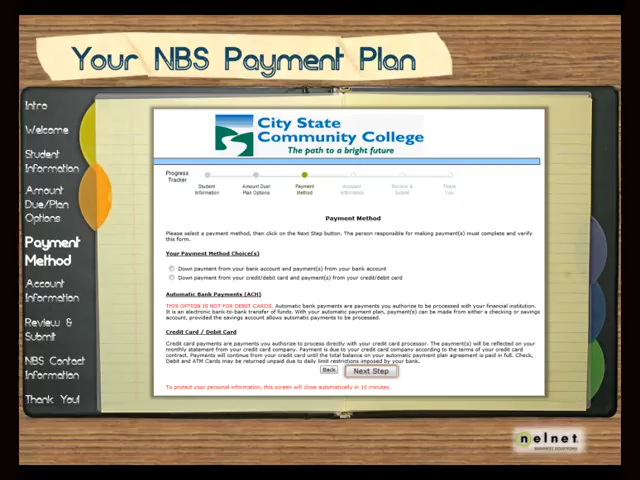 Your NBS Payment Plan
Intro
Welcome
Student
Information
Amount
Due/Plan
Options
Payment
Method
Account
Information
Review &
Submit
NBS Contact
Information
Thank You!
City State
Community College
The path to a bright future
Progress
Tracker
Student
Information
Amount Due/
Plan Options
Payment
Method
Account
Information
Review &
Submit
Thank
You
Payment Method
Please select a payment method, then click on the Next Step button. The person responsible for making payment(s) must complete and verify
this form.
Your Payment Method Choice(s)
Down payment from your bank account and payment(s) from your bank account
Down payment from your credit/debit card and payment(s) from your credit/debit card
Automatic Bank Payments (ACH)
THIS OPTION IS NOT FOR DEBIT CARDS. Automatic bank payments are payments you authorize to be processed with your financial institution.
It is an electronic bank-to-bank transfer of funds. With our automatic payment plan, payment(s) can be made from either a checking or savings
account, provided the savings account allows automatic payments to be processed.
Credit Card / Debit Card
Credit card payments are payments you authorize to process directly with your credit card processor. The payment(s) will be reflected on your
monthly statement from your credit card company. Payment is due to your credit card company according to the terms of your credit card
contract. Payments will continue from your credit card until the total balance on your automatic payment plan agreement is paid in full. Check,
Debit and ATM Cards may be returned unpaid due to daily limit restrictions imposed by your bank.
Back
Next Step
To protect your personal information, this screen will close automatically in 10 minutes.
nelnet
BUSINESS SOLUTIONS